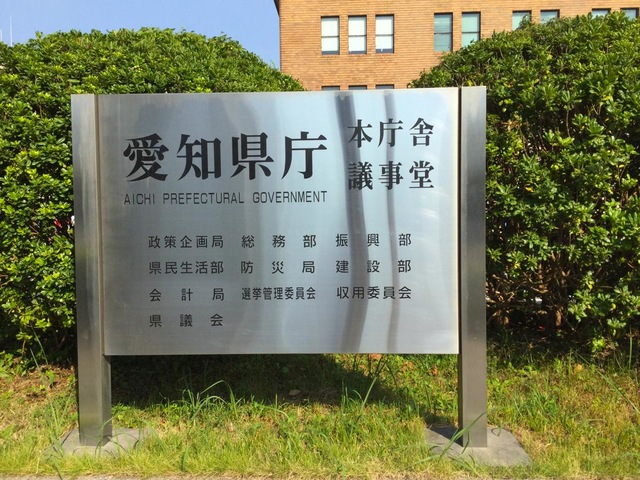 愛知県庁 本庁舎
議事堂
AICHI PREFECTURAL GOVERNMENT
政策企画局 総務部 振興部
県民生活部 防災局 建設部
会計局 選挙管理委員会 収用委員会
県議会